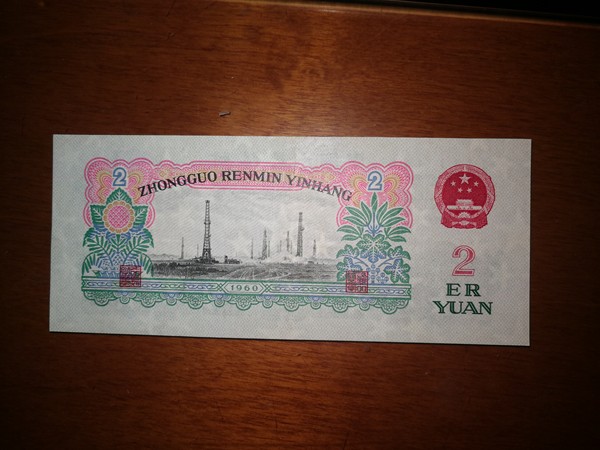 2
ZHONGGUO RENMIN YINHANG
2
1960
2
ER
YUAN